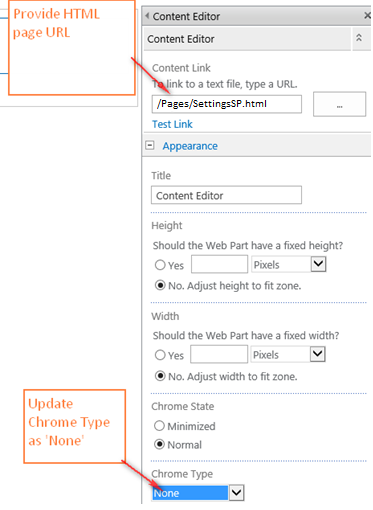 Provide HTML
page URL
Content Editor
Content Editor
Content Link
To link to a text file, type a URL.
/Pages/SettingsSP.html
...
Test Link
Appearance
Title
Content Editor
Height
Should the Web Part have a fixed height?
Yes Pixels
No. Adjust height to fit zone.
Width
Should the Web Part have a fixed width?
Yes Pixels
No. Adjust width to fit zone.
Chrome State
Minimized
Normal
Chrome Type
None
Update
Chrome Type
as 'None'